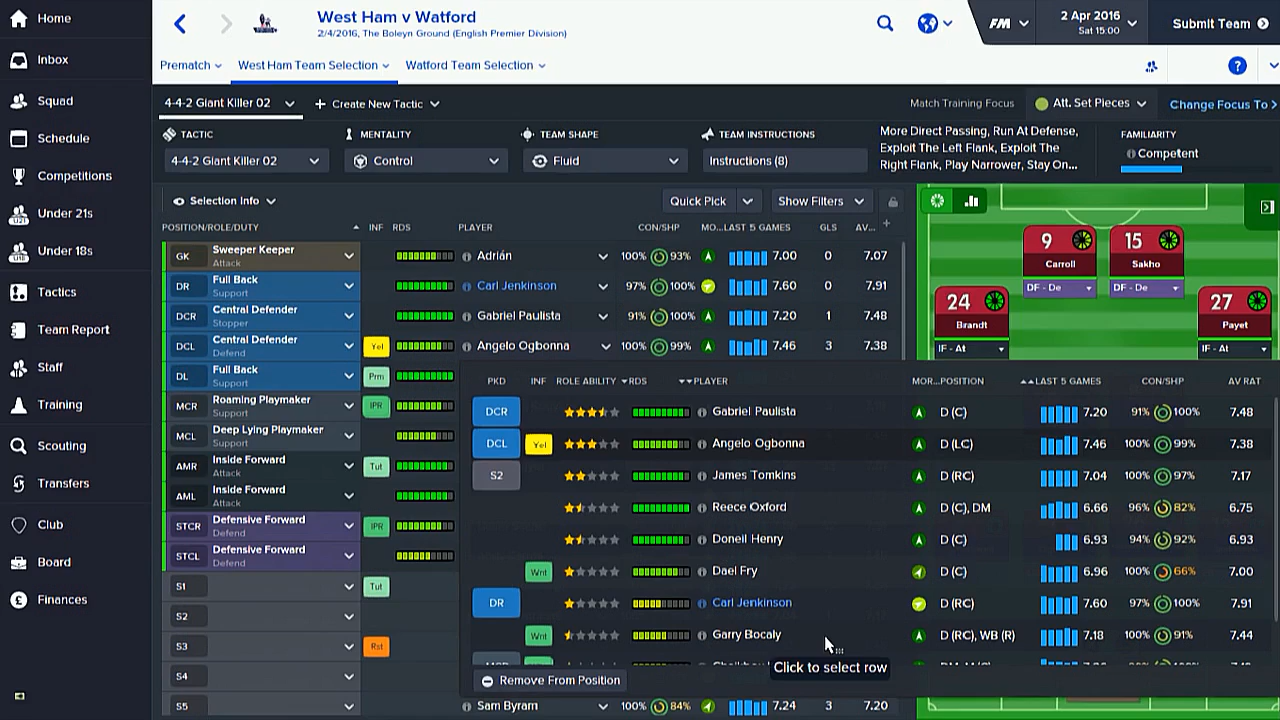 Home
Inbox
Squad
Schedule
Competitions
Under 21s
Under 18s
Tactics
Team Report
Staff
Training
Scouting
Transfers
Club
Board
Finances
West Ham v Watford
2/4/2016, The Boleyn Ground (English Premier Division)
FM
2 Apr 2016
Sat 15:00
Submit Team
Prematch
West Ham Team Selection
Watford Team Selection
?
4-4-2 Giant Killer 02
Create New Tactic
Match Training Focus
Att. Set Pieces
Change Focus To >
TACTIC
MENTALITY
TEAM SHAPE
TEAM INSTRUCTIONS
4-4-2 Giant Killer 02
Control
Fluid
Instructions (8)
More Direct Passing, Run At Defense,
Exploit The Left Flank, Exploit The
Right Flank, Play Narrower, Stay On...
FAMILIARITY
Competent
Selection Info
Quick Pick
Show Filters
POSITION/ROLE/DUTY INF RDS PLAYER CON/SHP MO... LAST 5 GAMES GLS AV...
GK Sweeper Keeper Attack Adrián 100% 93% 7.00 0 7.07
DR Full Back Support Carl Jenkinson 97% 100% 7.60 0 7.91
DCR Central Defender Stopper Gabriel Paulista 91% 100% 7.20 1 7.48
DCL Central Defender Defend Yel Angelo Ogbonna 100% 99% 7.46 3 7.38
DL Full Back Support Prm
MCR Roaming Playmaker Support IPR
MCL Deep Lying Playmaker Support
AMR Inside Forward Attack Tut
AML Inside Forward Attack
STCR Defensive Forward Defend IPR
STCL Defensive Forward Defend
S1 Tut
S2
S3 Rst
S4
S5 Sam Byram 100% 84% 7.24 3 7.20
9
Carroll
DF - De
15
Sakho
DF - De
24
Brandt
IF - At
27
Payet
IF - At
PKD INF ROLE ABILITY RDS PLAYER MOR... POSITION LAST 5 GAMES CON/SHP AV RAT
DCR Gabriel Paulista D (C) 7.20 91% 100% 7.48
DCL Yel Angelo Ogbonna D (LC) 7.46 100% 99% 7.38
S2 James Tomkins D (RC) 7.04 100% 97% 7.17
Reece Oxford D (C), DM 6.66 96% 82% 6.75
Doneil Henry D (C) 6.93 94% 92% 6.93
Wnt Dael Fry D (C) 6.96 100% 66% 7.00
DR Carl Jenkinson D (RC) 7.60 97% 100% 7.91
Wnt Garry Bocaly D (RC), WB (R) 7.18 100% 91% 7.44
Click to select row
Remove From Position